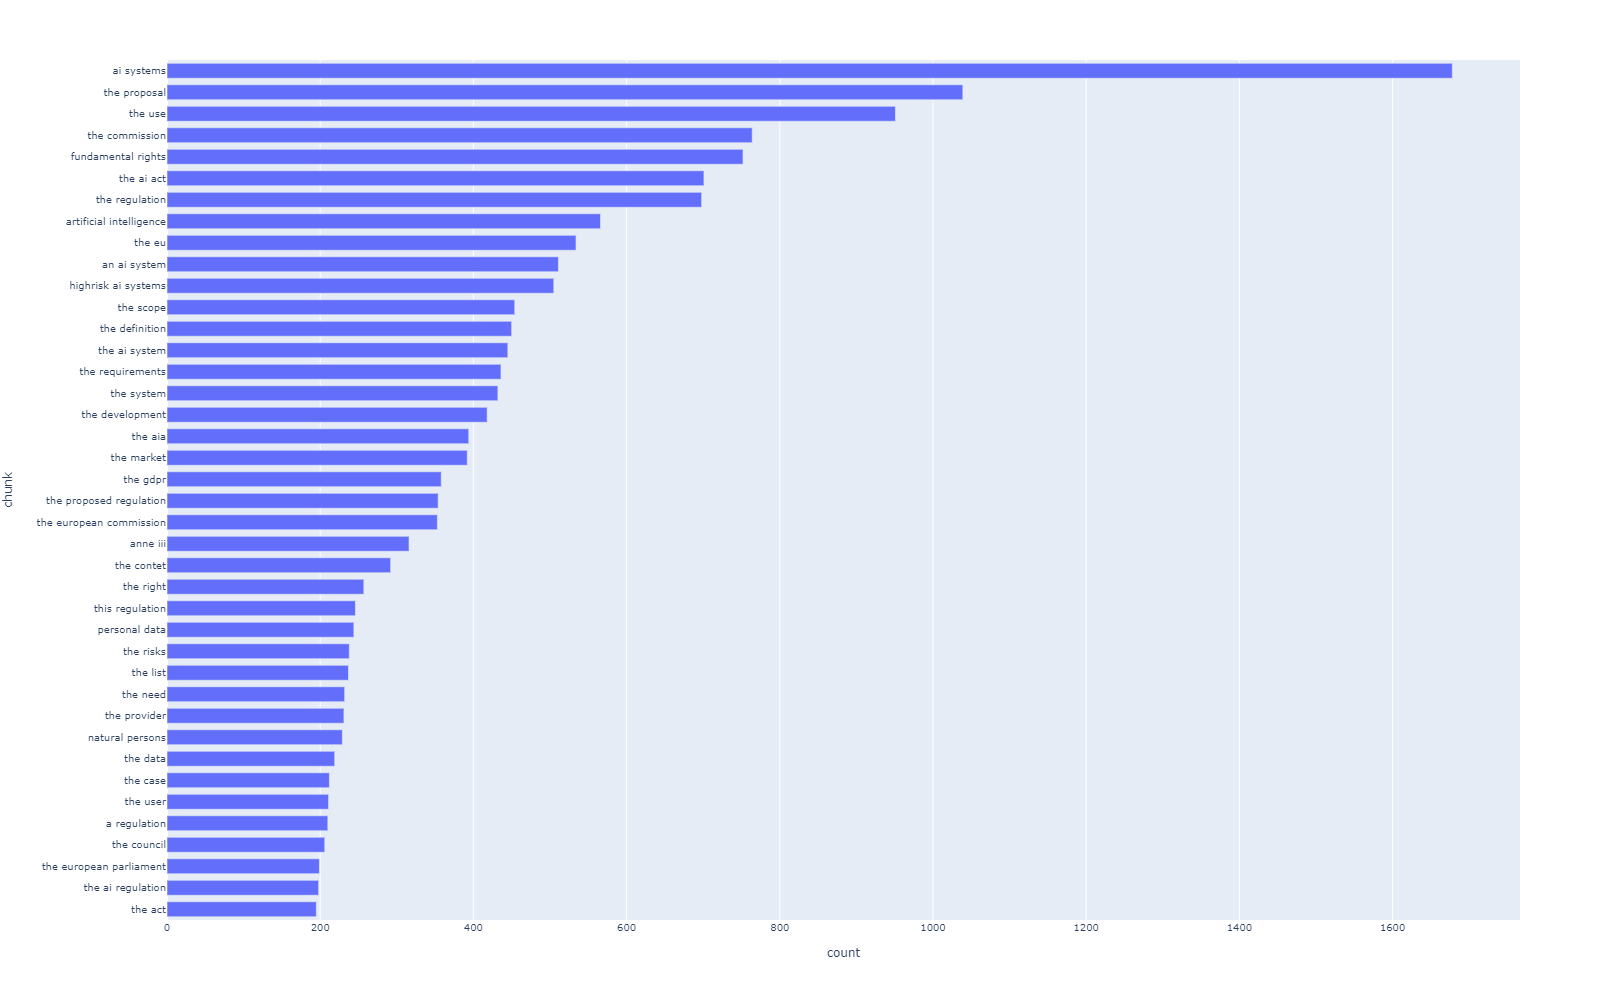 ai systems
the proposal
the use
the commission
fundamental rights
the ai act
the regulation
artificial intelligence
the eu
an ai system
highrisk ai systems
the scope
the definition
the ai system
the requirements
the system
the development
the aia
the market
the gdpr
the proposed regulation
the european commission
anne iii
the contet
the right
this regulation
personal data
the risks
the list
the need
the provider
natural persons
the data
the case
the user
a regulation
the council
the european parliament
the ai regulation
the act
chunk
0 200 400 600 800 1000 1200 1400 1600
count